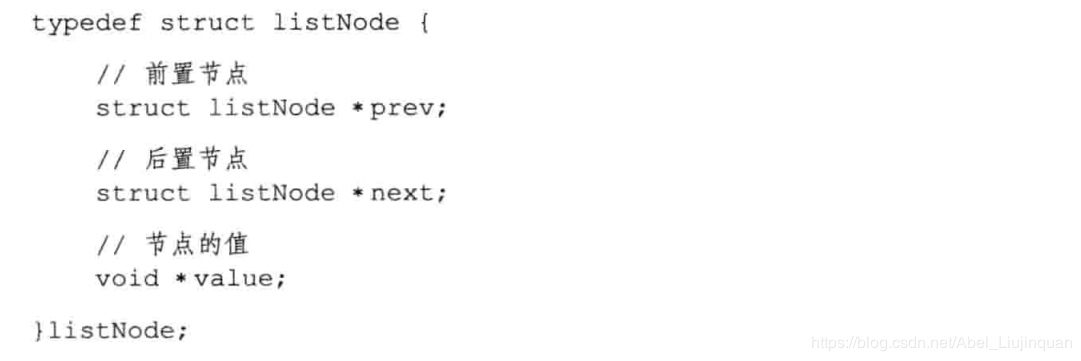 typedef struct listNode {
// 前置节点
struct listNode *prev;
// 后置节点
struct listNode *next;
// 节点的值
void *value;
}listNode;
https://blog.csdn.net/Abel_Liujinquan